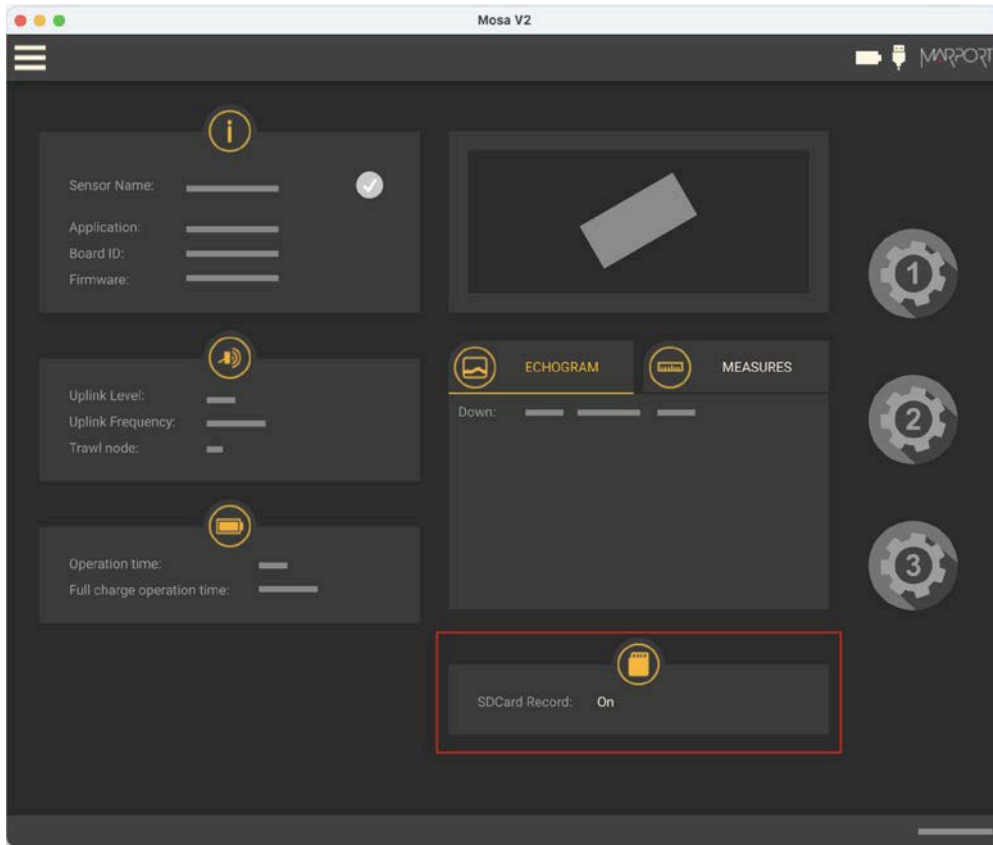 Mosa V2
MARPORT
Sensor Name:
Application:
Board ID:
Firmware:
Uplink Level:
Uplink Frequency:
Trawl node:
Operation time:
Full charge operation time:
ECHOGRAM
MEASURES
Down:
SDCard Record: On
1
2
3